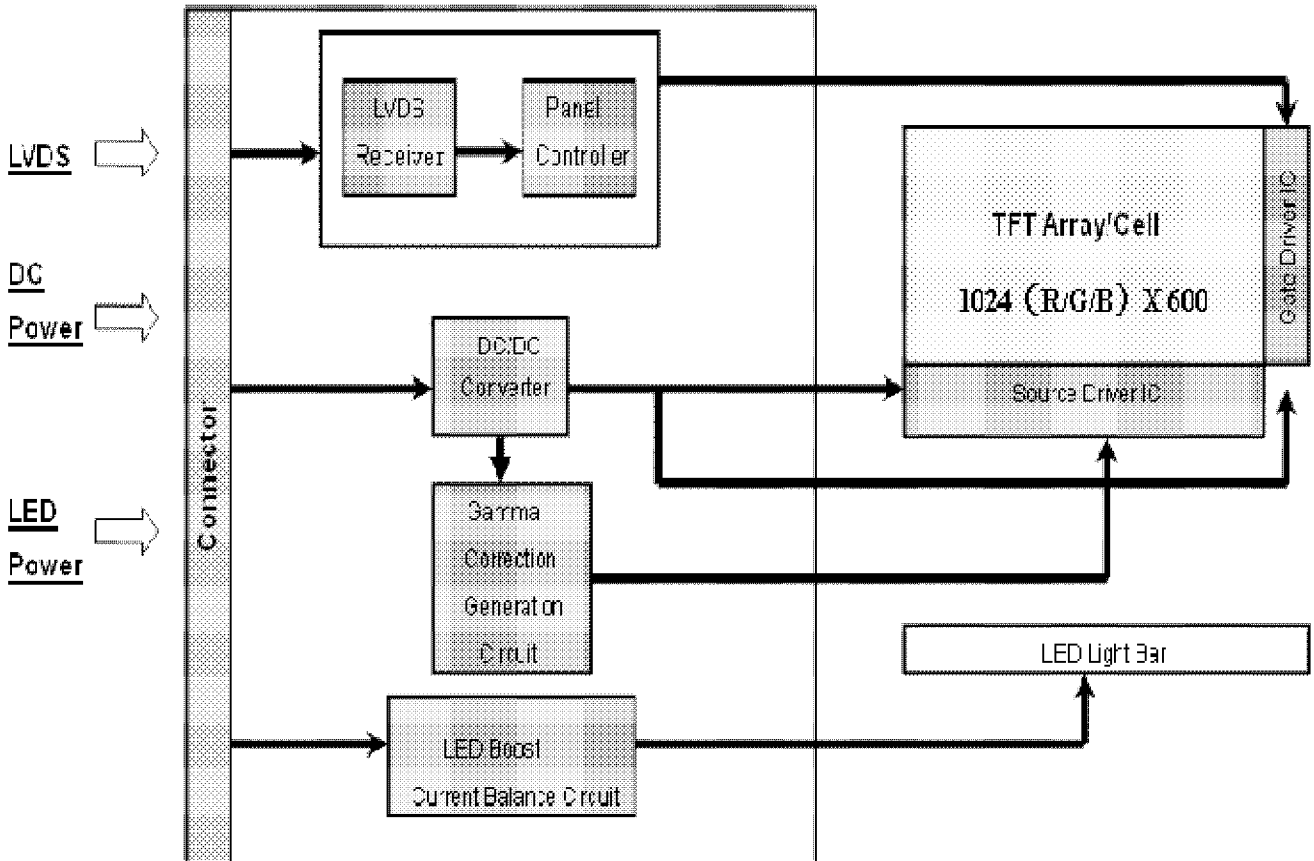 LVDS
DC
Power
LED
Power
Connector
LVDS
Receiver
Panel
Controller
DC/DC
Converter
Gamma
Correction
Generation
Circuit
LED Boost
Current Balance Circuit
TFT Array/Cell
1024 (R/G/B) X 600
Gate Driver IC
Source Driver IC
LED Light Bar